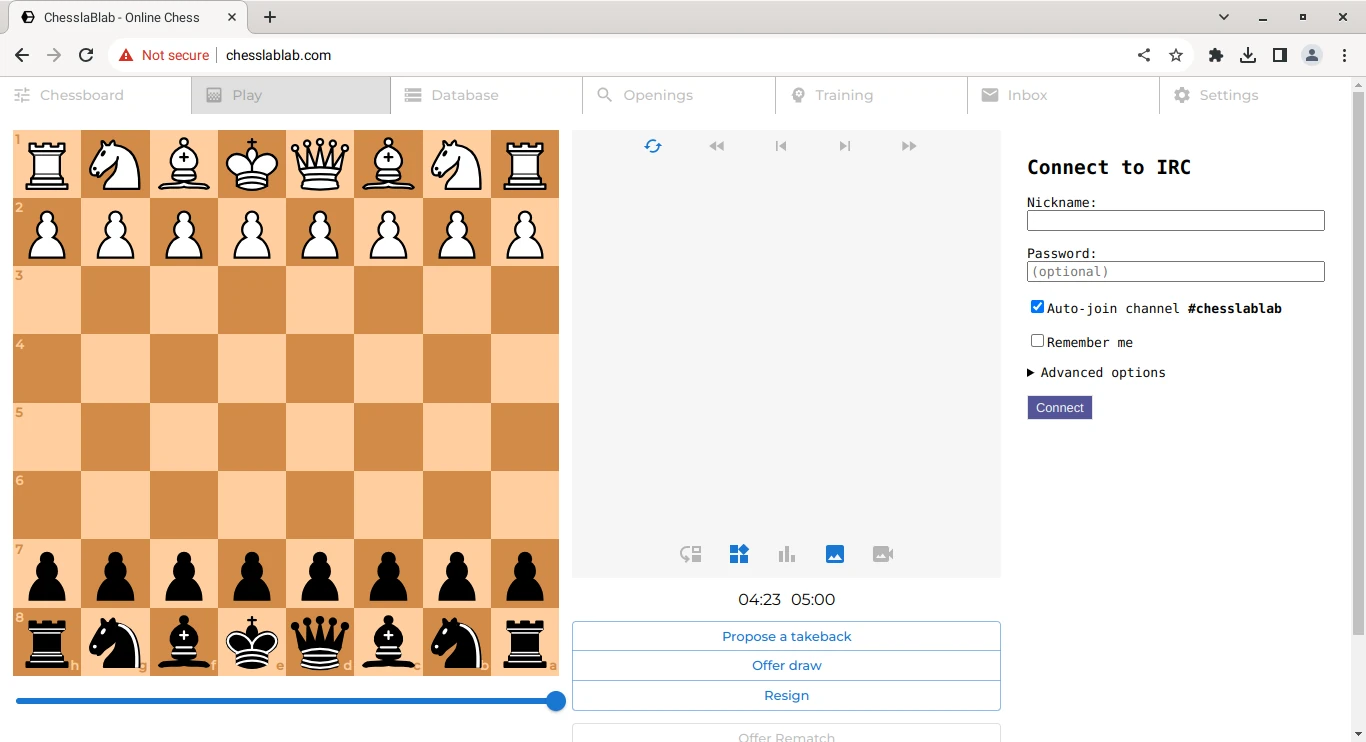 ChesslaBlab - Online Chess
Not secure
chesslablab.com
Chessboard
Play
Database
Openings
Training
Inbox
Settings
1
2
3
4
5
6
7
8
h
g
f
e
d
c
b
a
04:23 05:00
Propose a takeback
Offer draw
Resign
Offer Rematch
Connect to IRC
Nickname:
Password:
(optional)
Auto-join channel #chesslablab
Remember me
Advanced options
Connect